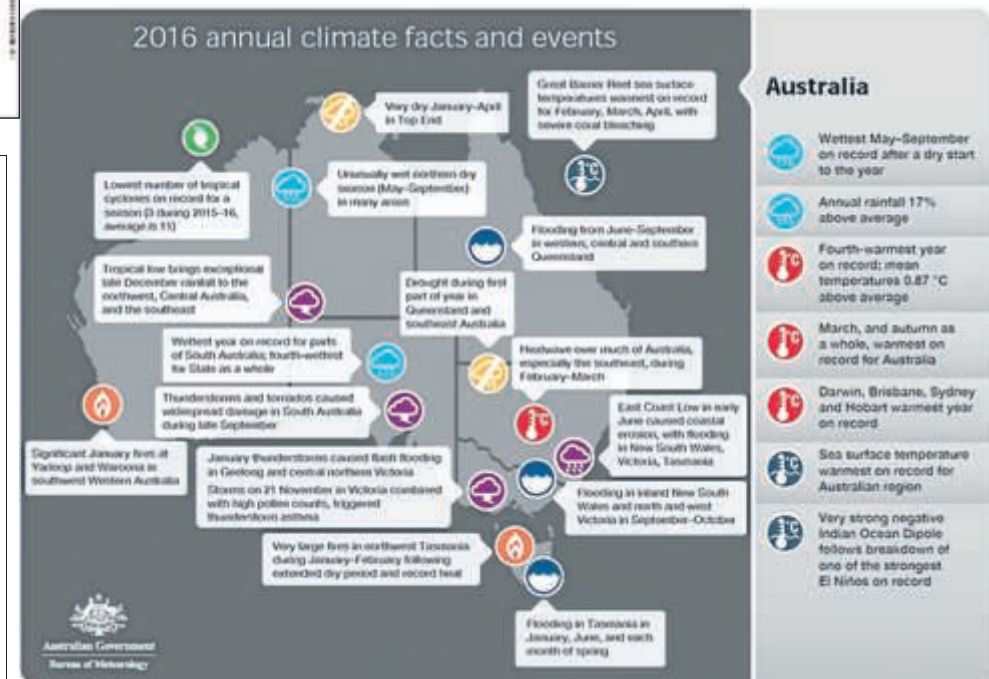 2016 annual climate facts and events
Very dry January–April
in Top End
Great Barrier Reef sea surface
temperatures warmest on record
for February, March, April, with
severe coral bleaching
Lowest number of tropical
cyclones on record for a
season (3 during 2015–16,
average is 11)
Unusually wet northern dry
season (May–September)
in many areas
Flooding from June–September
in western, central and southern
Queensland
Tropical low brings exceptional
late December rainfall to the
northwest, Central Australia,
and the southeast
Drought during first
part of year in
Queensland and
southeast Australia
Wettest year on record for parts
of South Australia; fourth-wettest
for State as a whole
Heatwave over much of Australia,
especially the southeast, during
February–March
Thunderstorms and tornados caused
widespread damage in South Australia
during late September
East Coast Low in early
June caused coastal
erosion, with flooding
in New South Wales,
Victoria, Tasmania
Significant January fires at
Yarloop and Waroona in
southwest Western Australia
January thunderstorms caused flash flooding
in Geelong and central northern Victoria
Storms on 21 November in Victoria combined
with high pollen counts, triggered
thunderstorm asthma
Flooding in inland New South
Wales and north and west
Victoria in September–October
Very large fires in northwest Tasmania
during January–February following
extended dry period and record heat
Flooding in Tasmania in
January, June, and each
month of spring
Australian Government
Bureau of Meteorology
Australia
Wettest May–September
on record after a dry start
to the year
Annual rainfall 17%
above average
°C
Fourth-warmest year
on record; mean
temperatures 0.87 °C
above average
°C
March, and autumn as
a whole, warmest on
record for Australia
°C
Darwin, Brisbane, Sydney
and Hobart warmest year
on record
°C
Sea surface temperature
warmest on record for
Australian region
°C
Very strong negative
Indian Ocean Dipole
follows breakdown of
one of the strongest
El Niños on record